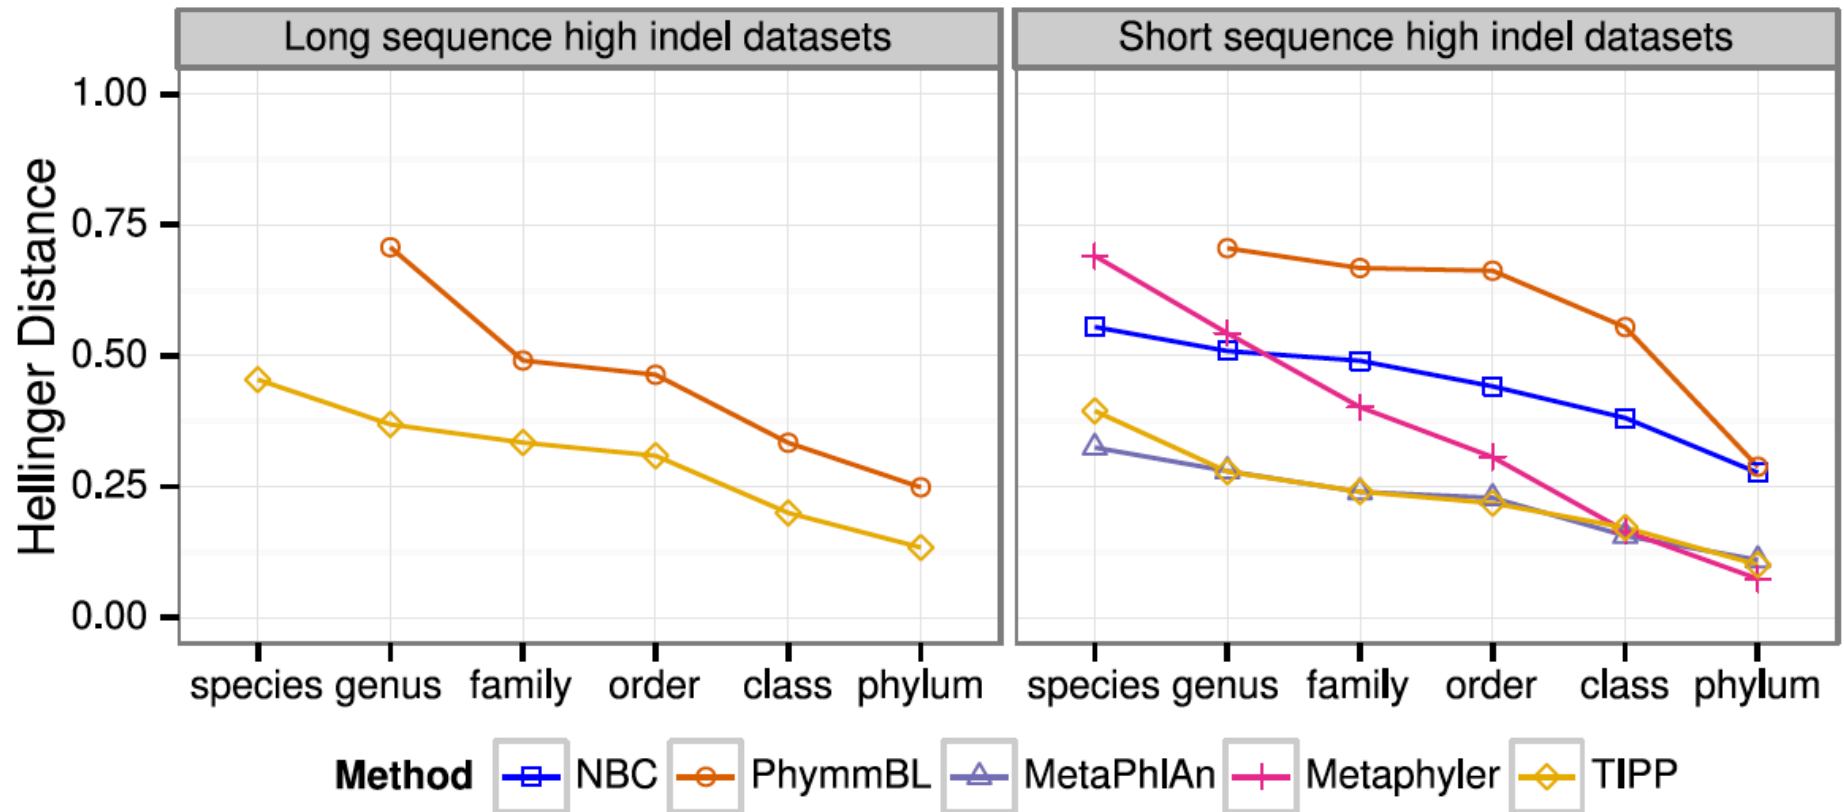 Long sequence high indel datasets
Short sequence high indel datasets
Hellinger Distance
1.00
0.75
0.50
0.25
0.00
species genus family order class phylum
species genus family order class phylum
Method NBC PhymmBL MetaPhlAn Metaphyler TIPP